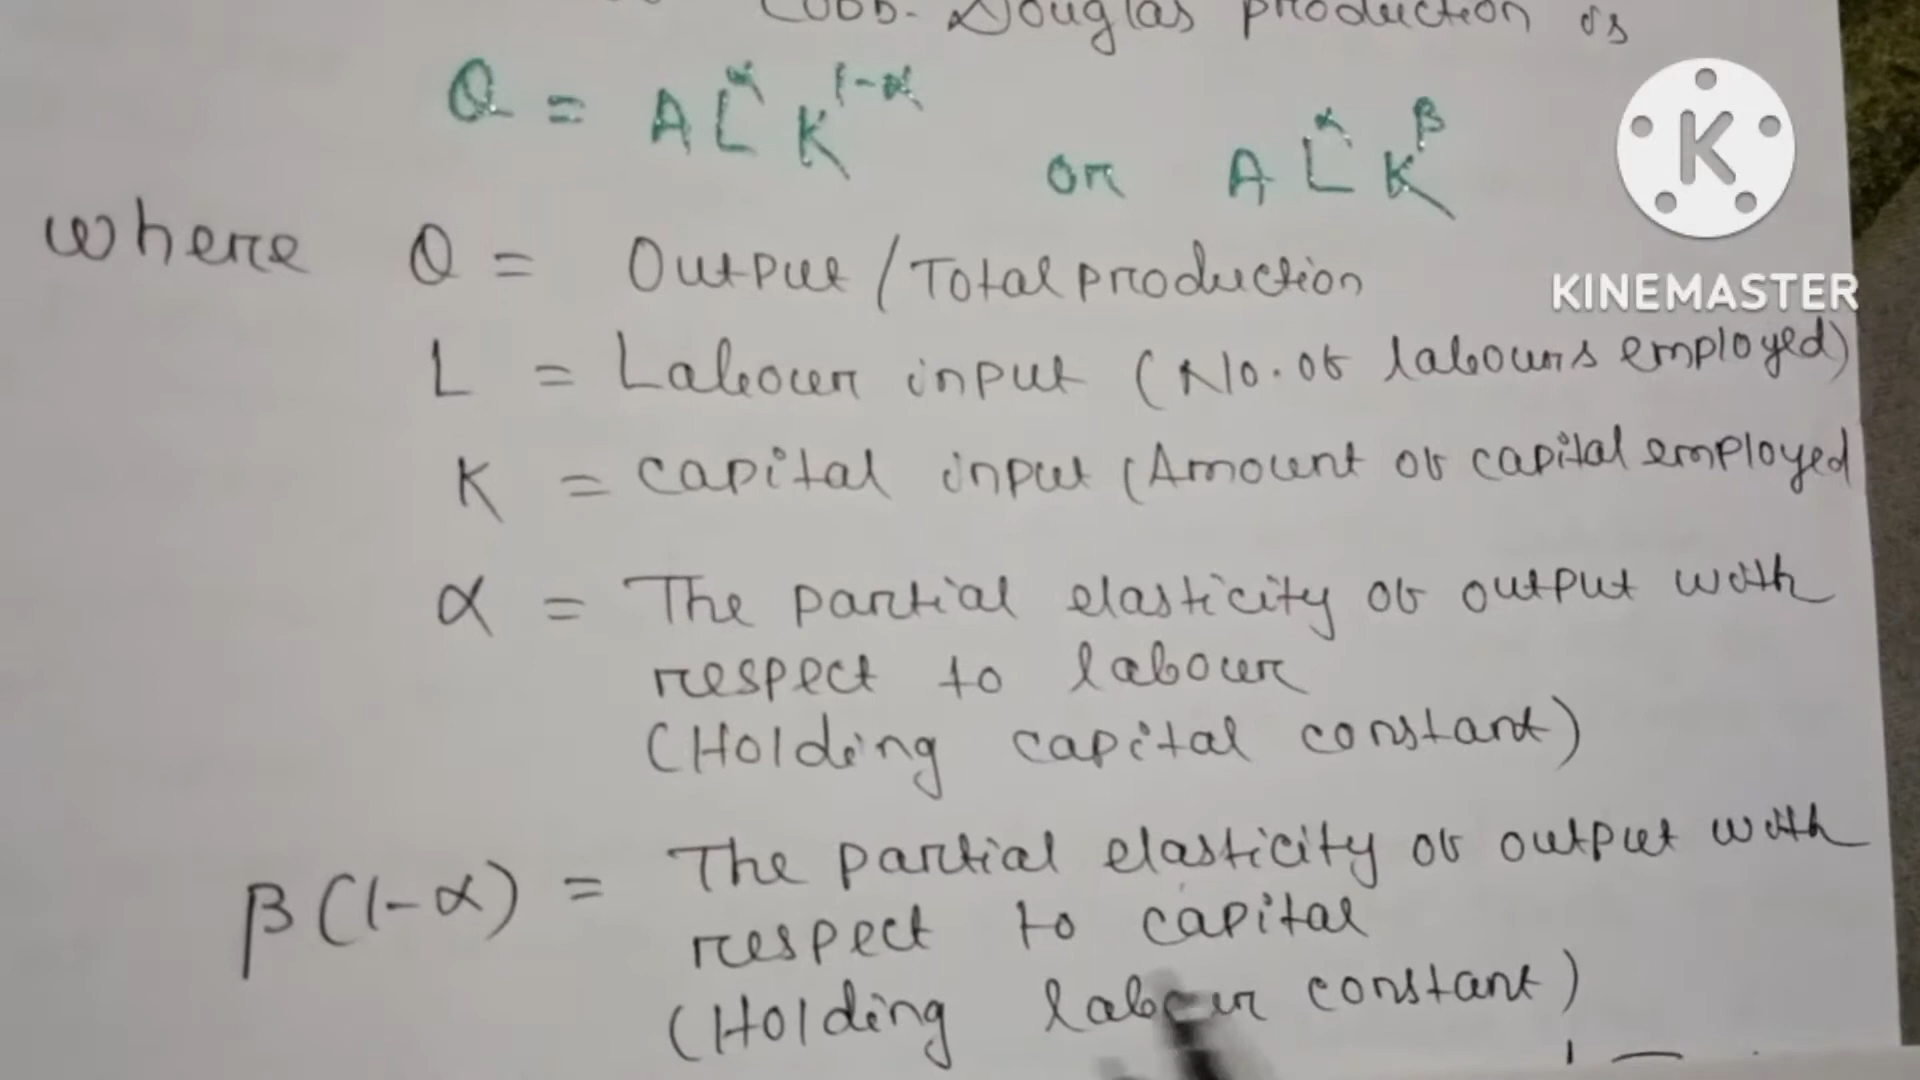 Cobb-Douglas production is
Q = AL^α K^1-α or AL^α K^β
where Q = Output / Total production
L = Labour input (No. of labours employed)
K = capital input (Amount of capital employed
α = The partial elasticity of output with
respect to labour
(Holding capital constant)
β(1-α) = The partial elasticity of output with
respect to capital
(Holding labour constant)
K
KINEMASTER